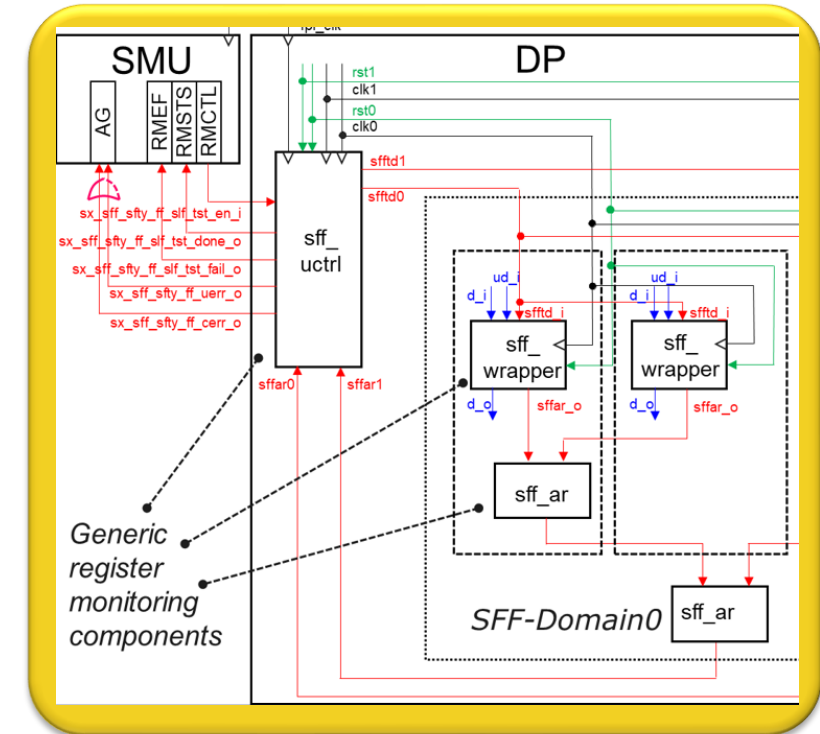 SMU
DP
AG
RMEF
RMSTS
RMCTL
rst1
clk1
rst0
clk0
sfftd1
sfftd0
sx_sff_sfty_ff_slf_tst_en_i
sx_sff_sfty_ff_slf_tst_done_o
sx_sff_sfty_ff_slf_tst_fail_o
sx_sff_sfty_ff_uerr_o
sx_sff_sfty_ff_cerr_o
sff_
uctrl
sffar0
sffar1
ud_i
d_i
sfftd_i
sff_
wrapper
d_o
sffar_o
ud_i
d_i
sfftd_i
sff_
wrapper
d_o
sffar_o
sff_ar
Generic
register
monitoring
components
SFF-Domain0
sff_ar